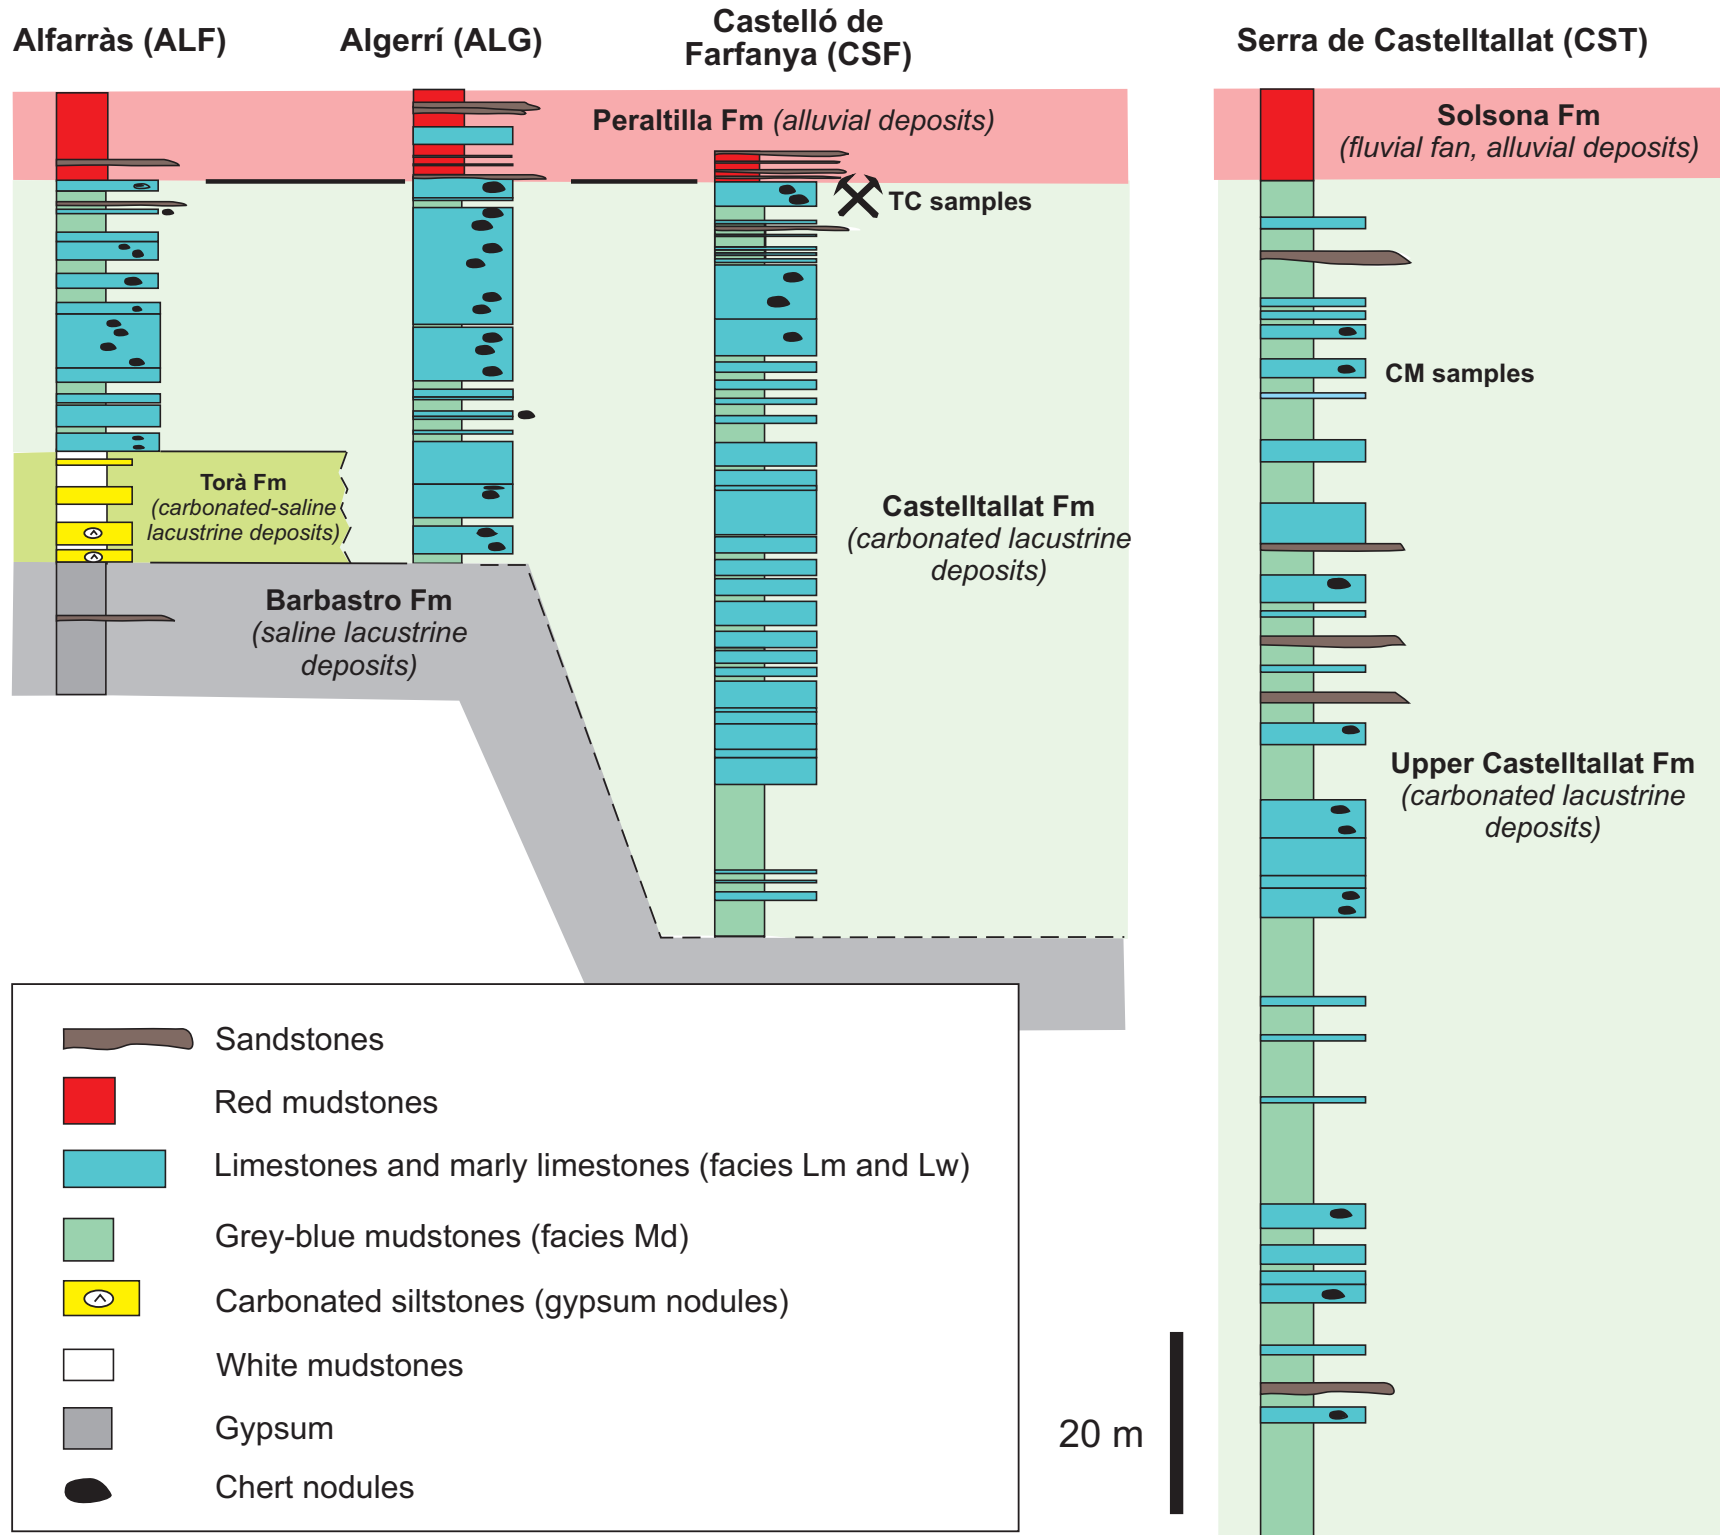 Alfarràs (ALF)
Algerrí (ALG)
Castelló de
Farfanya (CSF)
Serra de Castelltallat (CST)
Peraltilla Fm (alluvial deposits)
Solsona Fm
(fluvial fan, alluvial deposits)
TC samples
CM samples
Torà Fm
(carbonated-saline
lacustrine deposits)
Castelltallat Fm
(carbonated lacustrine
deposits)
Barbastro Fm
(saline lacustrine
deposits)
Upper Castelltallat Fm
(carbonated lacustrine
deposits)
Sandstones
Red mudstones
Limestones and marly limestones (facies Lm and Lw)
Grey-blue mudstones (facies Md)
Carbonated siltstones (gypsum nodules)
White mudstones
Gypsum
Chert nodules
20 m